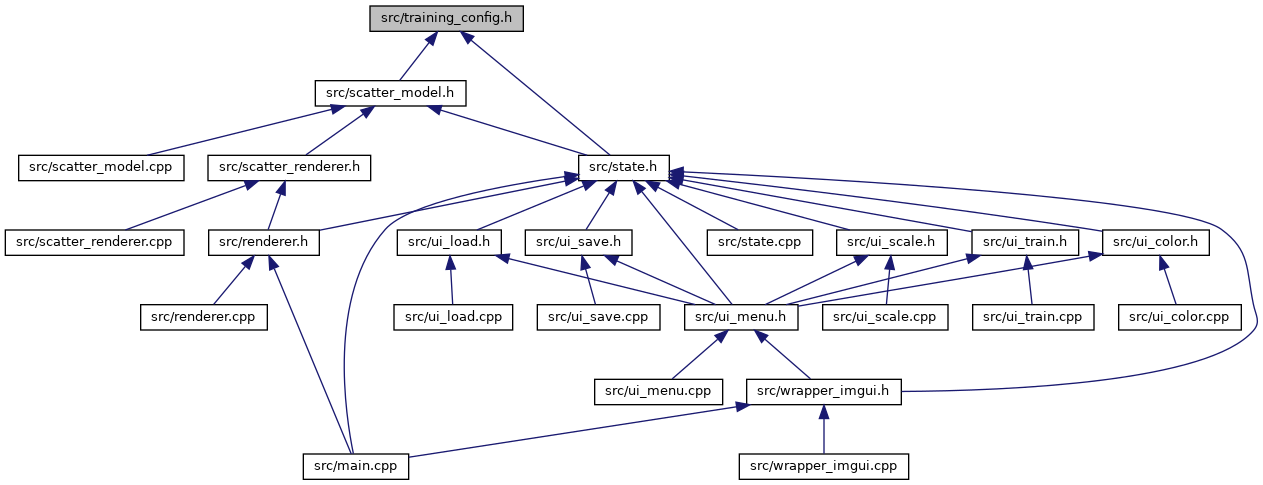 src/training_config.h
src/scatter_model.h
src/scatter_model.cpp
src/scatter_renderer.h
src/state.h
src/scatter_renderer.cpp
src/renderer.h
src/ui_load.h
src/ui_save.h
src/state.cpp
src/ui_scale.h
src/ui_train.h
src/ui_color.h
src/renderer.cpp
src/ui_load.cpp
src/ui_save.cpp
src/ui_menu.h
src/ui_scale.cpp
src/ui_train.cpp
src/ui_color.cpp
src/ui_menu.cpp
src/wrapper_imgui.h
src/main.cpp
src/wrapper_imgui.cpp